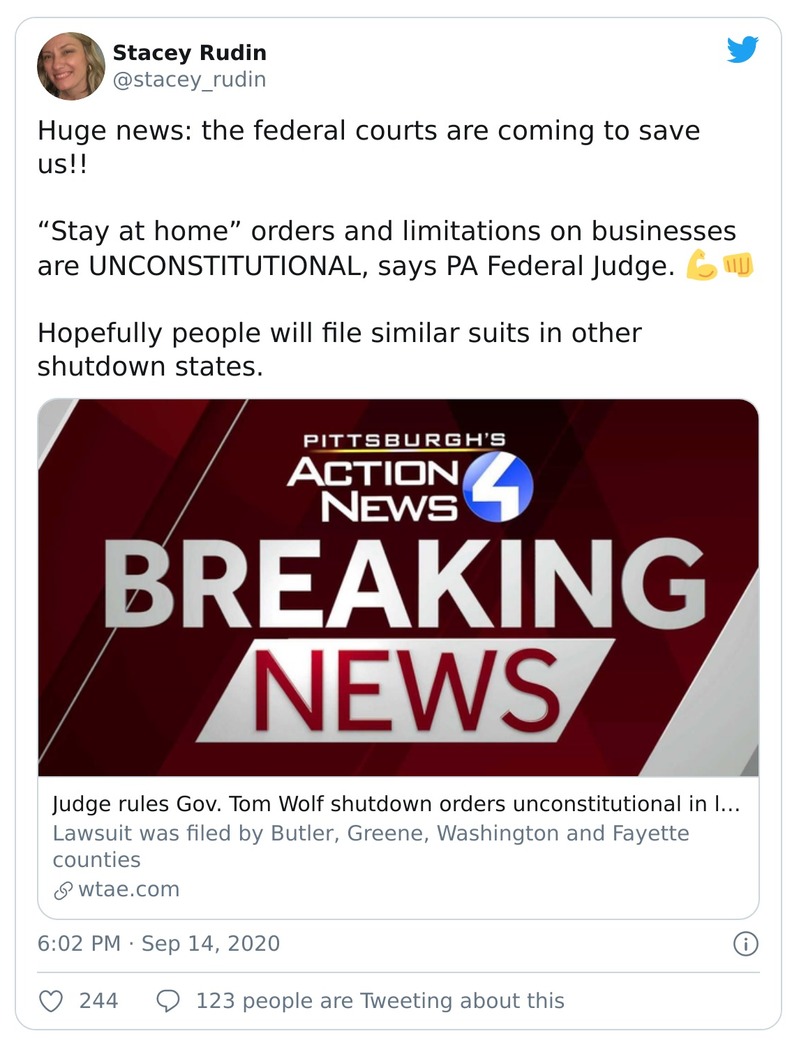 Stacey Rudin
@stacey_rudin
Huge news: the federal courts are coming to save
us!!
“Stay at home” orders and limitations on businesses
are UNCONSTITUTIONAL, says PA Federal Judge. 💪👊
Hopefully people will file similar suits in other
shutdown states.
PITTSBURGH'S
ACTION
NEWS 4
BREAKING
NEWS
Judge rules Gov. Tom Wolf shutdown orders unconstitutional in l...
Lawsuit was filed by Butler, Greene, Washington and Fayette
counties
wtae.com
6:02 PM · Sep 14, 2020
244 123 people are Tweeting about this